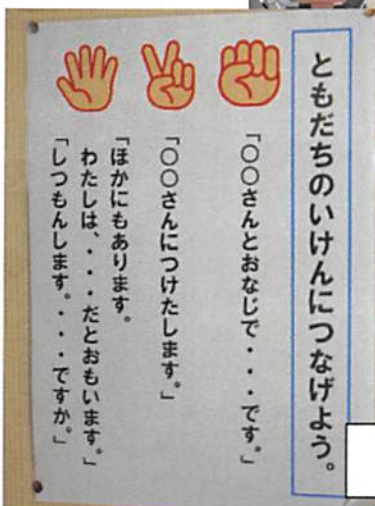 ともだちのいけんにつなげよう。
「○○さんとおなじで・・・です。」
「○○さんにつけたします。」
「ほかにもあります。
わたしは、・・・だとおもいます。」
「しつもんします。・・・ですか。」